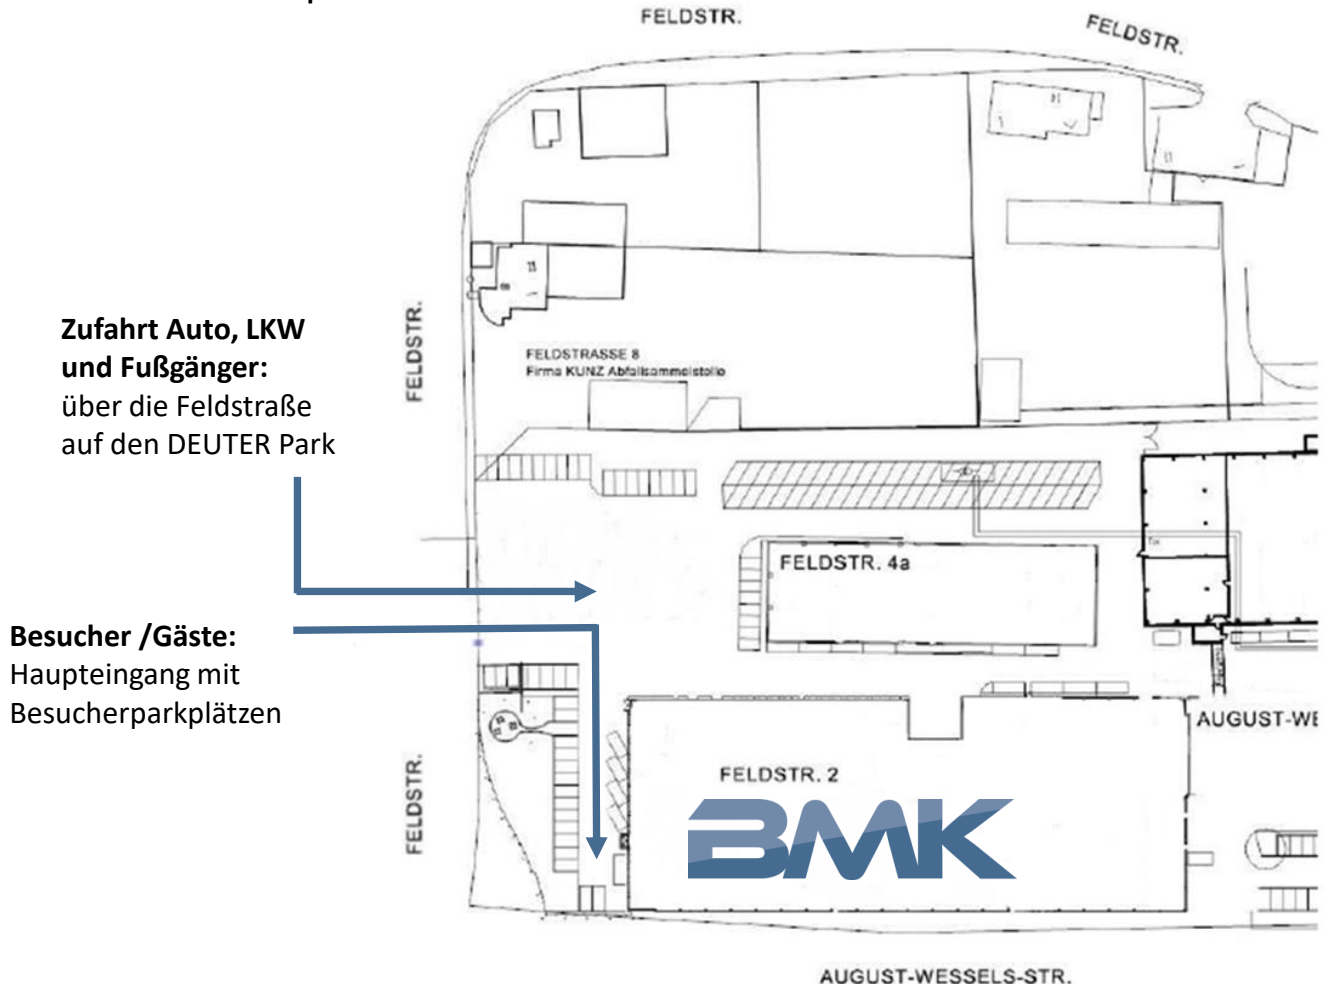 FELDSTR.
FELDSTR.
Zufahrt Auto, LKW
und Fußgänger:
über die Feldstraße
auf den DEUTER Park
FELDSTR.
FELDSTRASSE 8
Firma KUNZ Abfallsammelstelle
FELDSTR. 4a
Besucher /Gäste:
Haupteingang mit
Besucherparkplätzen
AUGUST-WE
FELDSTR.
FELDSTR. 2
BMK
AUGUST-WESSELS-STR.